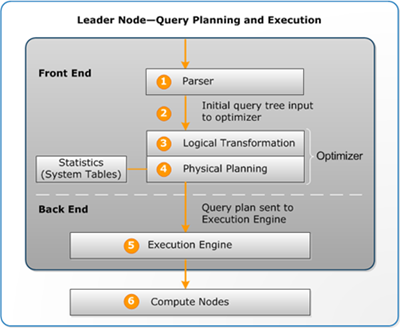 Leader Node—Query Planning and Execution
Front End
1 Parser
2 Initial query tree input
to optimizer
3 Logical Transformation
Optimizer
Statistics
(System Tables)
4 Physical Planning
Back End
Query plan sent to
Execution Engine
5 Execution Engine
6 Compute Nodes